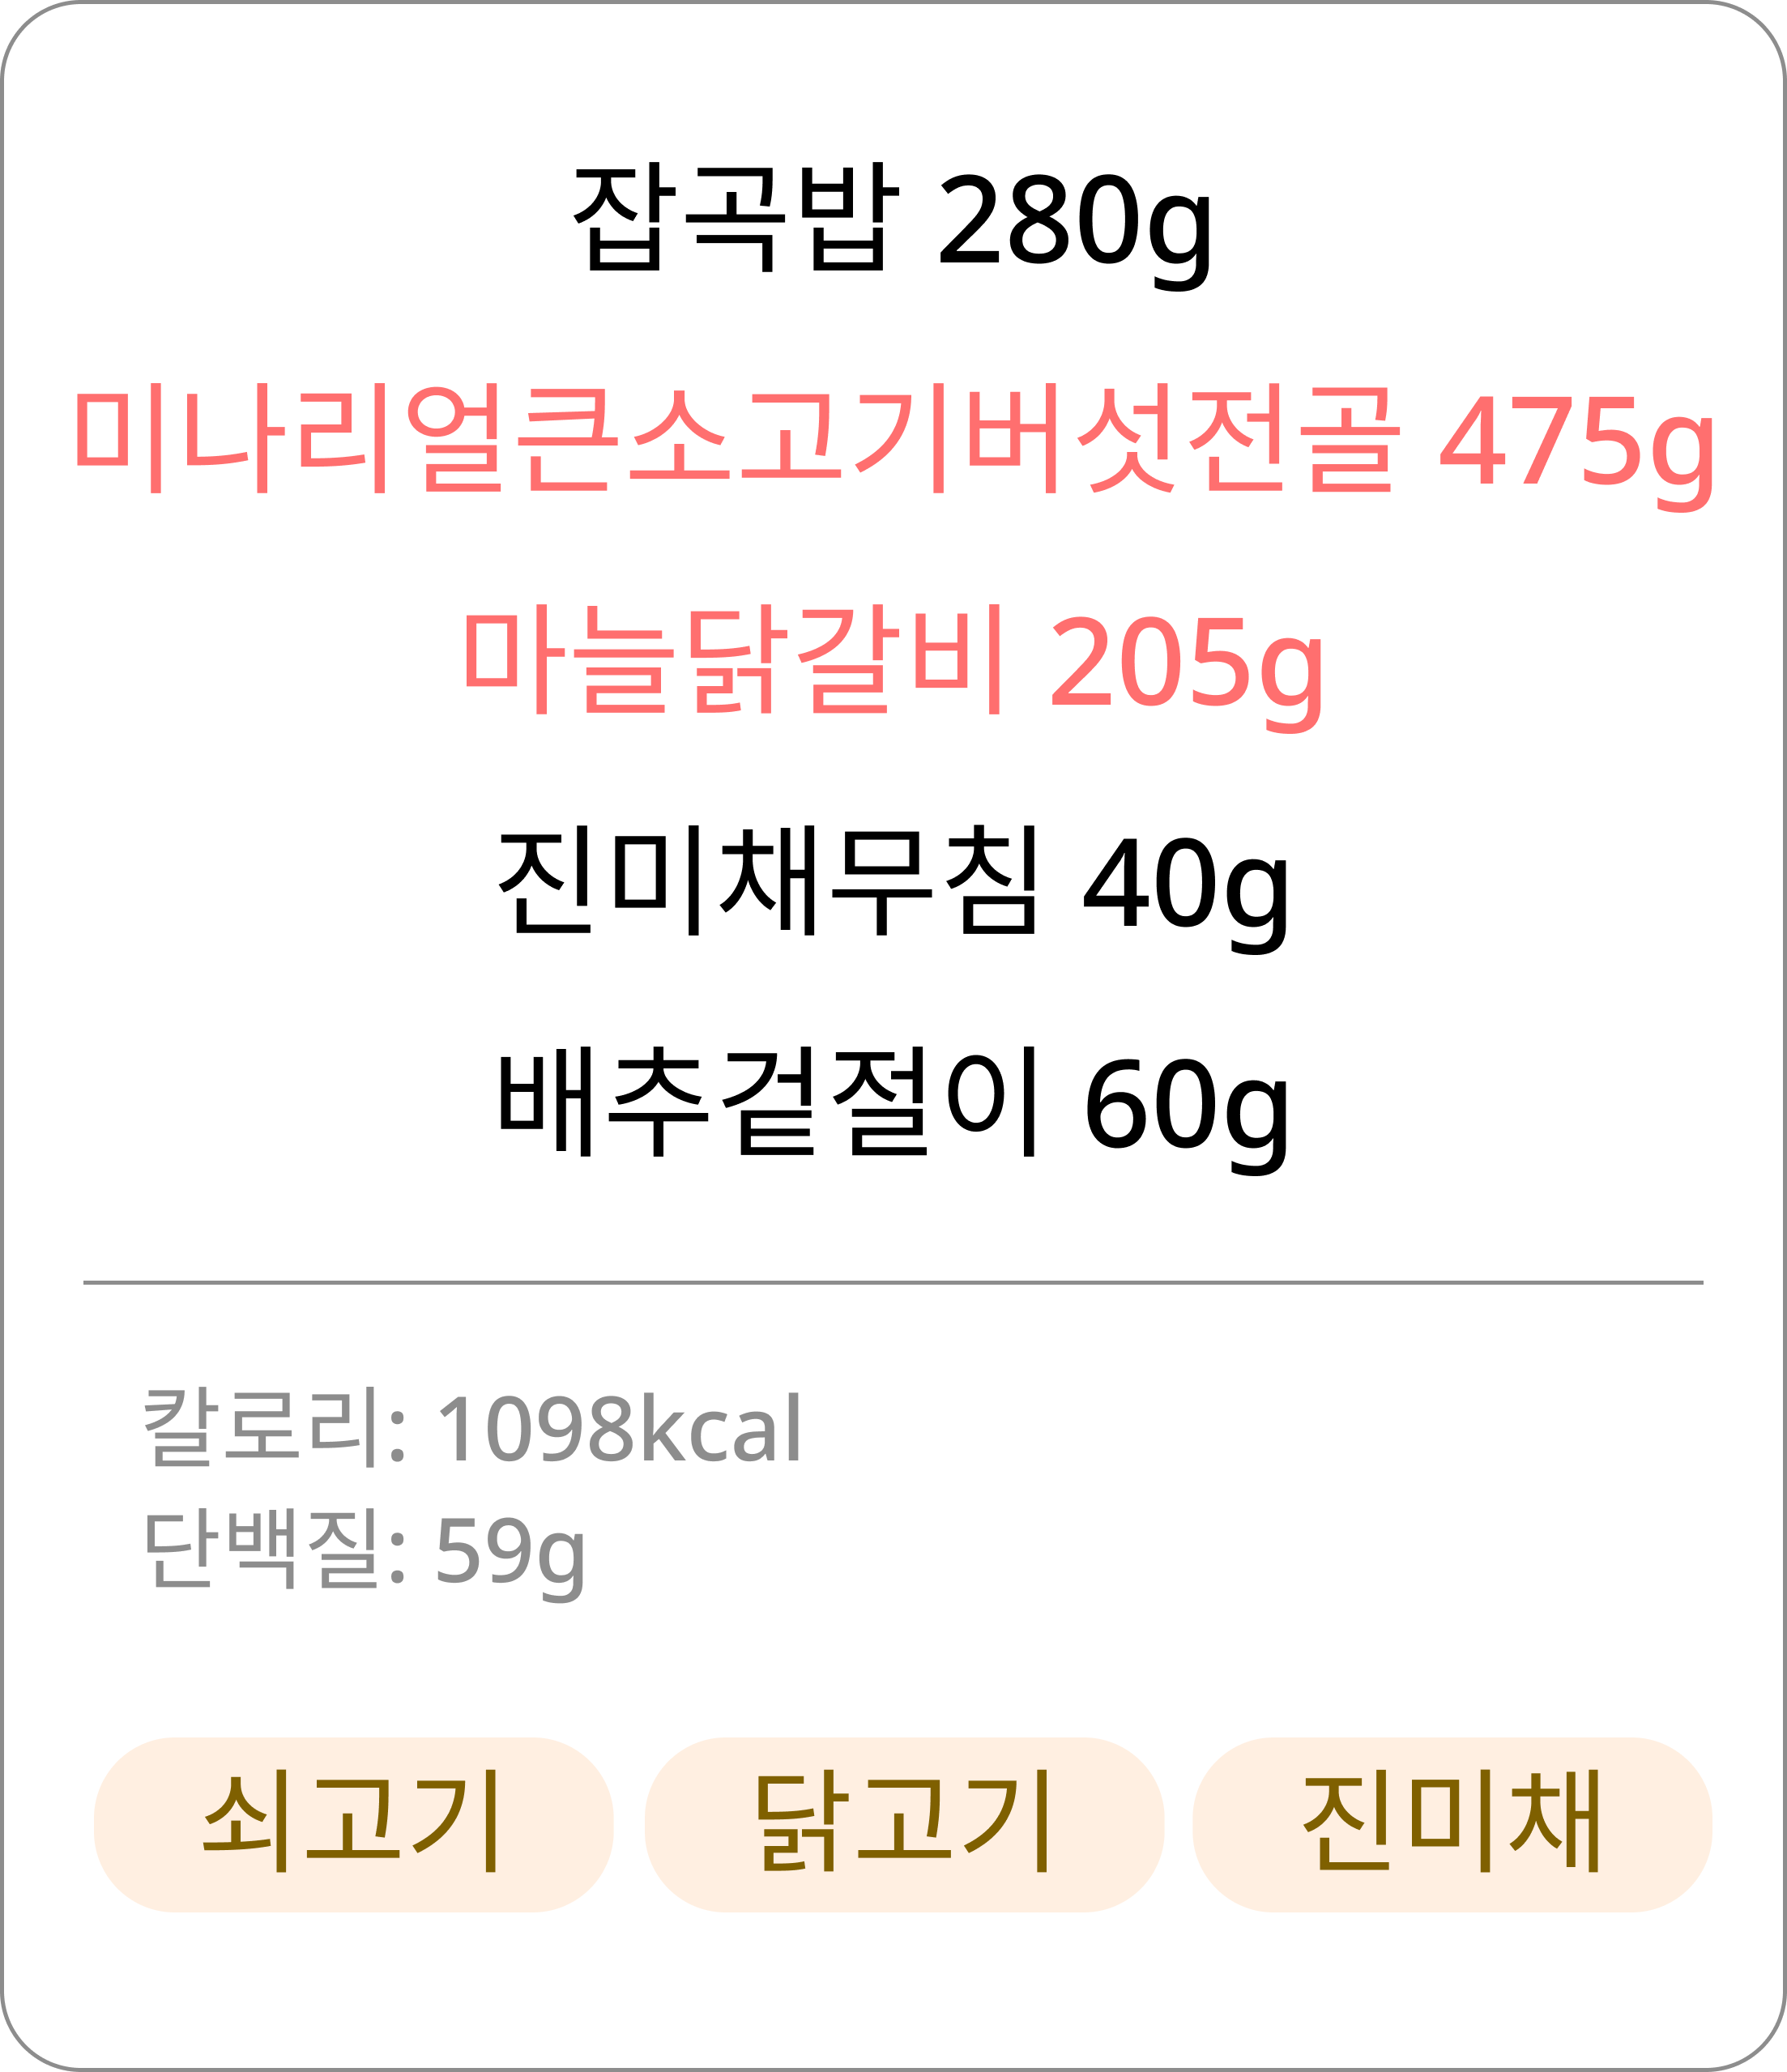 잡곡밥 280g
미나리얼큰소고기버섯전골 475g
마늘닭갈비 205g
진미채무침 40g
배추겉절이 60g
칼로리: 1098kcal
단백질: 59g
쇠고기 닭고기 진미채